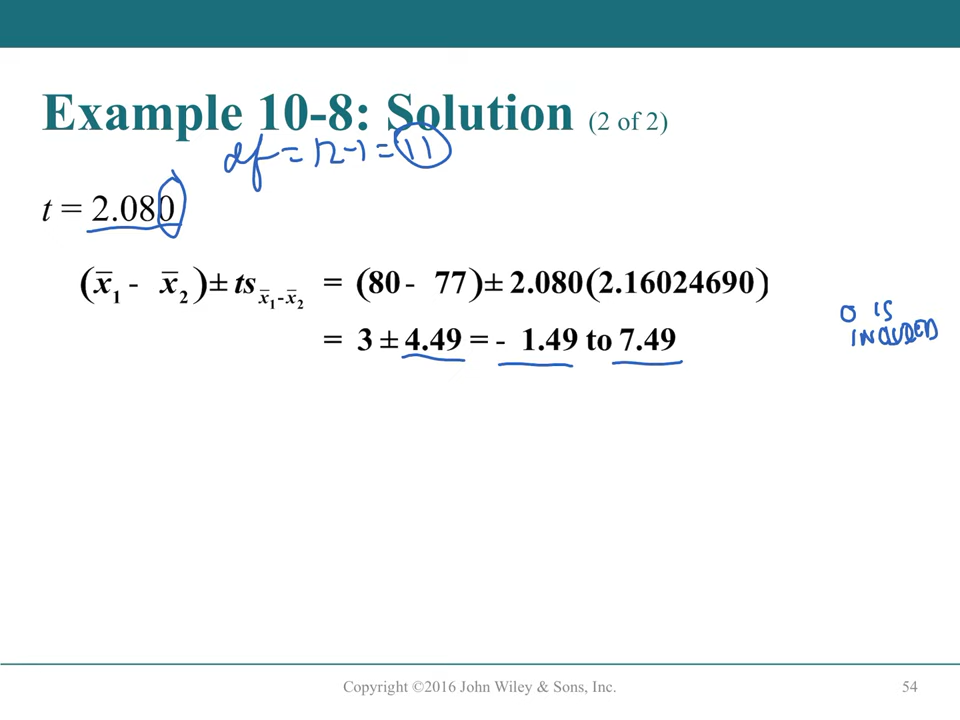 Example 10-8: Solution (2 of 2)
df = 12-1 = 11
t = 2.080
(x̄₁ - x̄₂) ± ts x̄₁-x̄₂ = (80 - 77) ± 2.080(2.16024690)
= 3 ± 4.49 = - 1.49 to 7.49
0 IS
INCLUDED
Copyright ©2016 John Wiley & Sons, Inc.
54